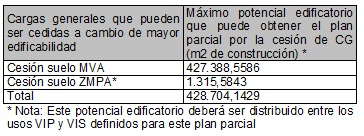 Cargas generales que pueden
ser cedidas a cambio de mayor
edificabilidad
Máximo potencial edificatorio
que puede obtener el plan
parcial por la cesión de CG
(m2 de construcción) *
Cesión suelo MVA
427.388,5586
Cesión suelo ZMPA*
1.315,5843
Total
428.704,1429
* Nota: Este potencial edificatorio deberá ser distribuido entre los
usos VIP y VIS definidos para este plan parcial